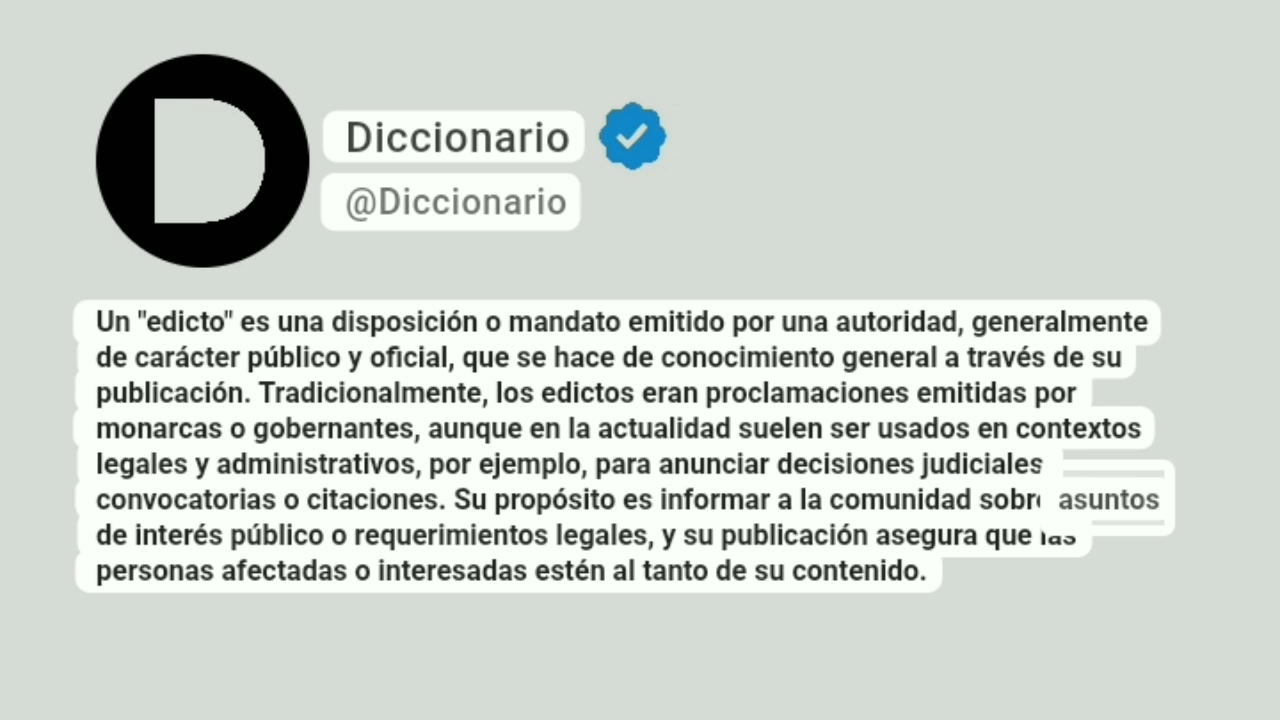 D
Diccionario
@Diccionario
Un "edicto" es una disposición o mandato emitido por una autoridad, generalmente
de carácter público y oficial, que se hace de conocimiento general a través de su
publicación. Tradicionalmente, los edictos eran proclamaciones emitidas por
monarcas o gobernantes, aunque en la actualidad suelen ser usados en contextos
legales y administrativos, por ejemplo, para anunciar decisiones judiciales
convocatorias o citaciones. Su propósito es informar a la comunidad sobre asuntos
de interés público o requerimientos legales, y su publicación asegura que las
personas afectadas o interesadas estén al tanto de su contenido.